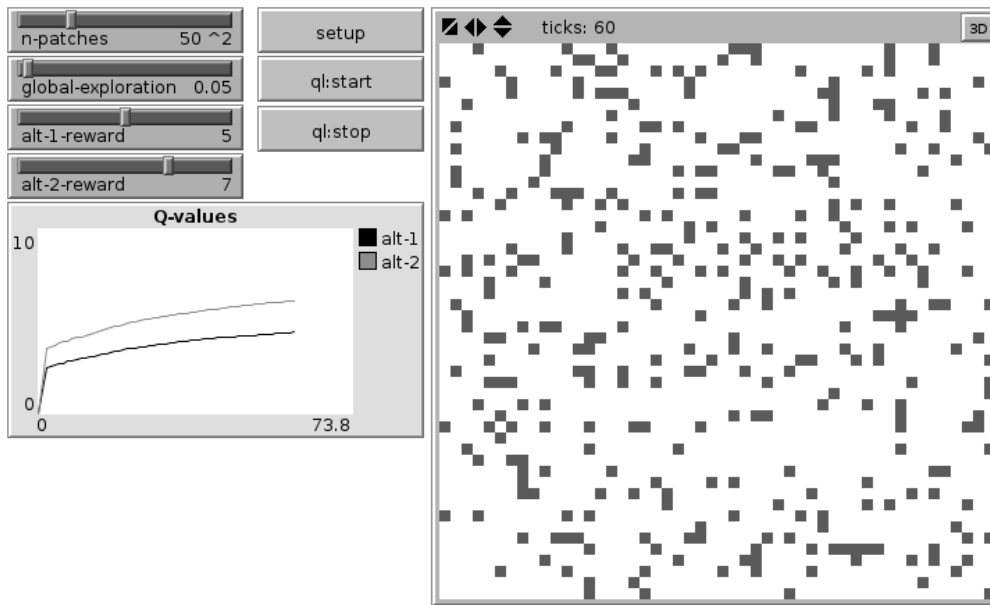 n-patches 50 ^2
global-exploration 0.05
alt-1-reward 5
alt-2-reward 7
setup
ql:start
ql:stop
Q-values
10
0
0 73.8
alt-1
alt-2
ticks: 60
3D